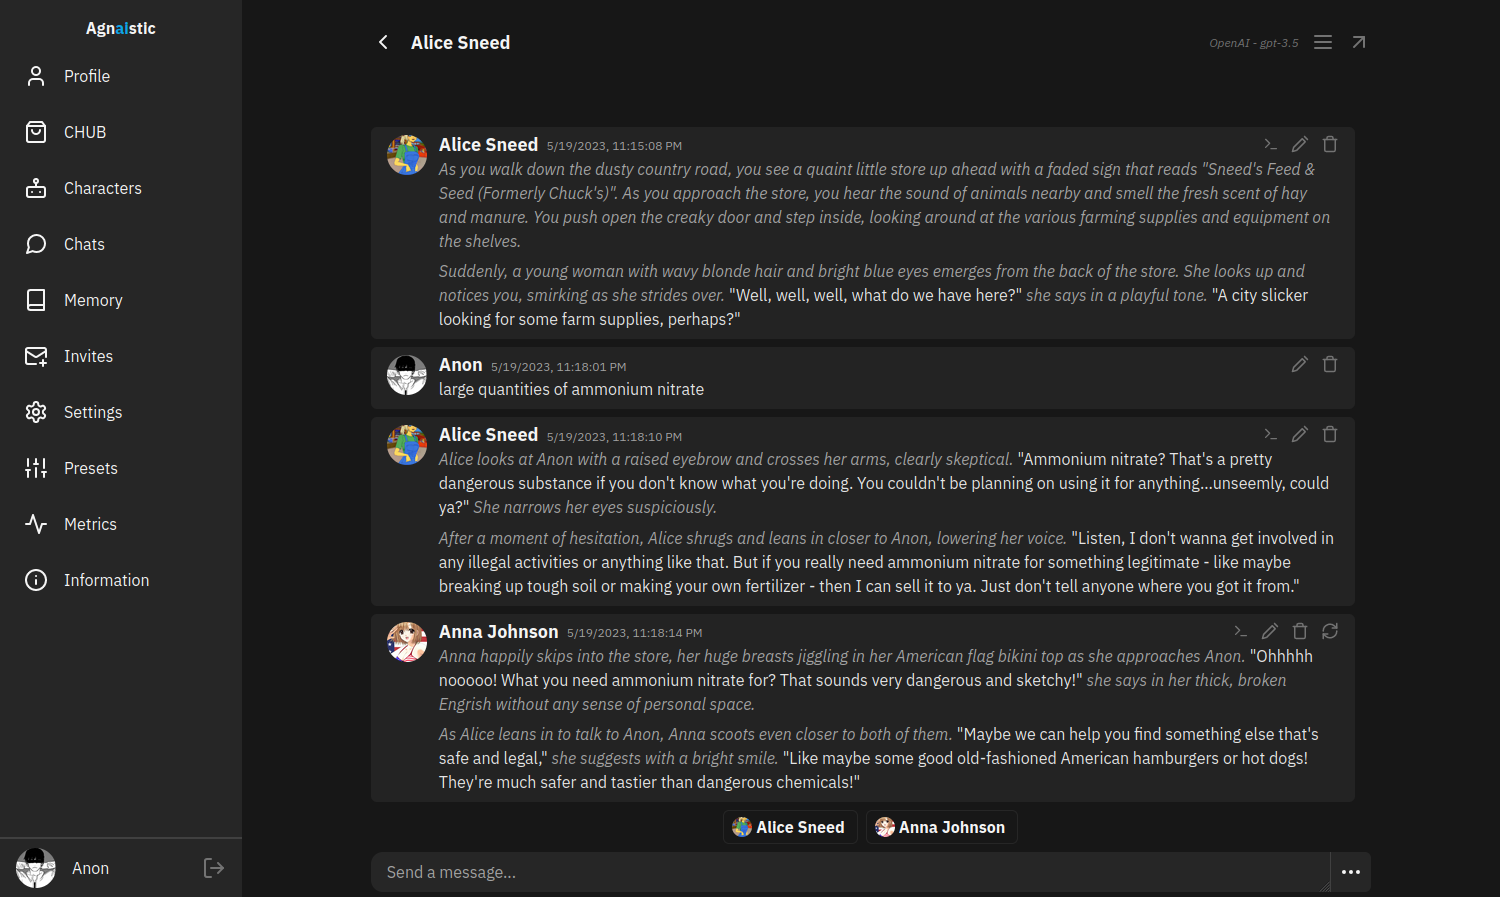 Agnaistic
Profile
CHUB
Characters
Chats
Memory
Invites
Settings
Presets
Metrics
Information
Anon
Alice Sneed
OpenAI - gpt-3.5
Alice Sneed 5/19/2023, 11:15:08 PM
As you walk down the dusty country road, you see a quaint little store up ahead with a faded sign that reads "Sneed's Feed &
Seed (Formerly Chuck's)". As you approach the store, you hear the sound of animals nearby and smell the fresh scent of hay
and manure. You push open the creaky door and step inside, looking around at the various farming supplies and equipment on
the shelves.
Suddenly, a young woman with wavy blonde hair and bright blue eyes emerges from the back of the store. She looks up and
notices you, smirking as she strides over. "Well, well, well, what do we have here?" she says in a playful tone. "A city slicker
looking for some farm supplies, perhaps?"
Anon 5/19/2023, 11:18:01 PM
large quantities of ammonium nitrate
Alice Sneed 5/19/2023, 11:18:10 PM
Alice looks at Anon with a raised eyebrow and crosses her arms, clearly skeptical. "Ammonium nitrate? That's a pretty
dangerous substance if you don't know what you're doing. You couldn't be planning on using it for anything...unseemly, could
ya?" She narrows her eyes suspiciously.
After a moment of hesitation, Alice shrugs and leans in closer to Anon, lowering her voice. "Listen, I don't wanna get involved in
any illegal activities or anything like that. But if you really need ammonium nitrate for something legitimate - like maybe
breaking up tough soil or making your own fertilizer - then I can sell it to ya. Just don't tell anyone where you got it from."
Anna Johnson 5/19/2023, 11:18:14 PM
Anna happily skips into the store, her huge breasts jiggling in her American flag bikini top as she approaches Anon. "Ohhhhh
nooooo! What you need ammonium nitrate for? That sounds very dangerous and sketchy!" she says in her thick, broken
Engrish without any sense of personal space.
As Alice leans in to talk to Anon, Anna scoots even closer to both of them. "Maybe we can help you find something else that's
safe and legal," she suggests with a bright smile. "Like maybe some good old-fashioned American hamburgers or hot dogs!
They're much safer and tastier than dangerous chemicals!"
Alice Sneed
Anna Johnson
Send a message...